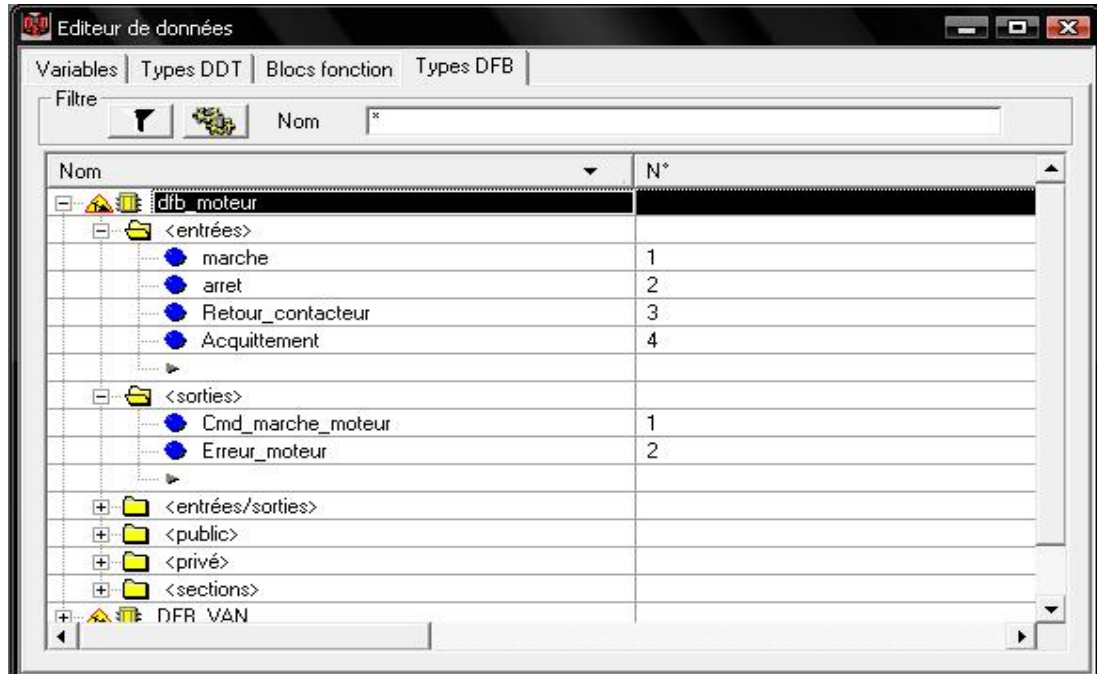 Editeur de données
Variables Types DDT Blocs fonction Types DFB
Filtre
Nom *
Nom N°
dfb_moteur
<entrées>
marche 1
arret 2
Retour_contacteur 3
Acquittement 4
<sorties>
Cmd_marche_moteur 1
Erreur_moteur 2
<entrées/sorties>
<public>
<privé>
<sections>
DFB_VAN